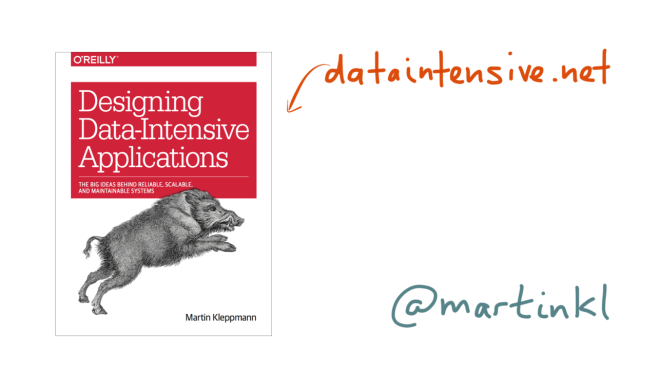 O'REILLY
Designing
Data-Intensive
Applications
THE BIG IDEAS BEHIND RELIABLE, SCALABLE,
AND MAINTAINABLE SYSTEMS
Martin Kleppmann
dataintensive.net
@martinkl